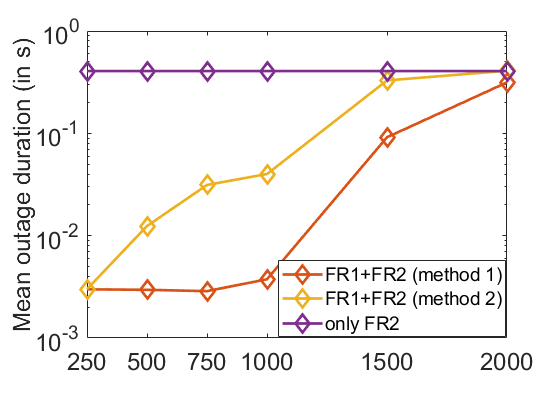 Mean outage duration (in s)
10^0
10^-1
10^-2
10^-3
250 500 750 1000 1500 2000
FR1+FR2 (method 1)
FR1+FR2 (method 2)
only FR2